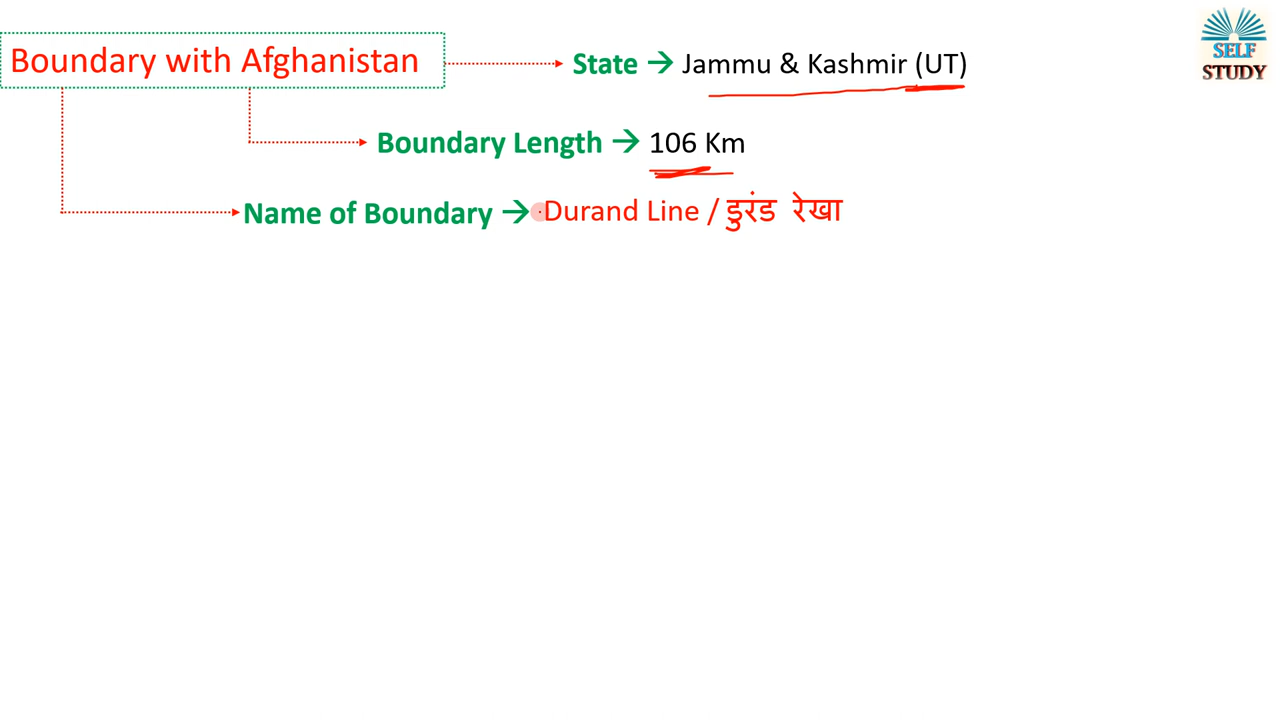 Boundary with Afghanistan
State → Jammu & Kashmir (UT)
Boundary Length → 106 Km
Name of Boundary → Durand Line / डुरंड रेखा
SELF
STUDY